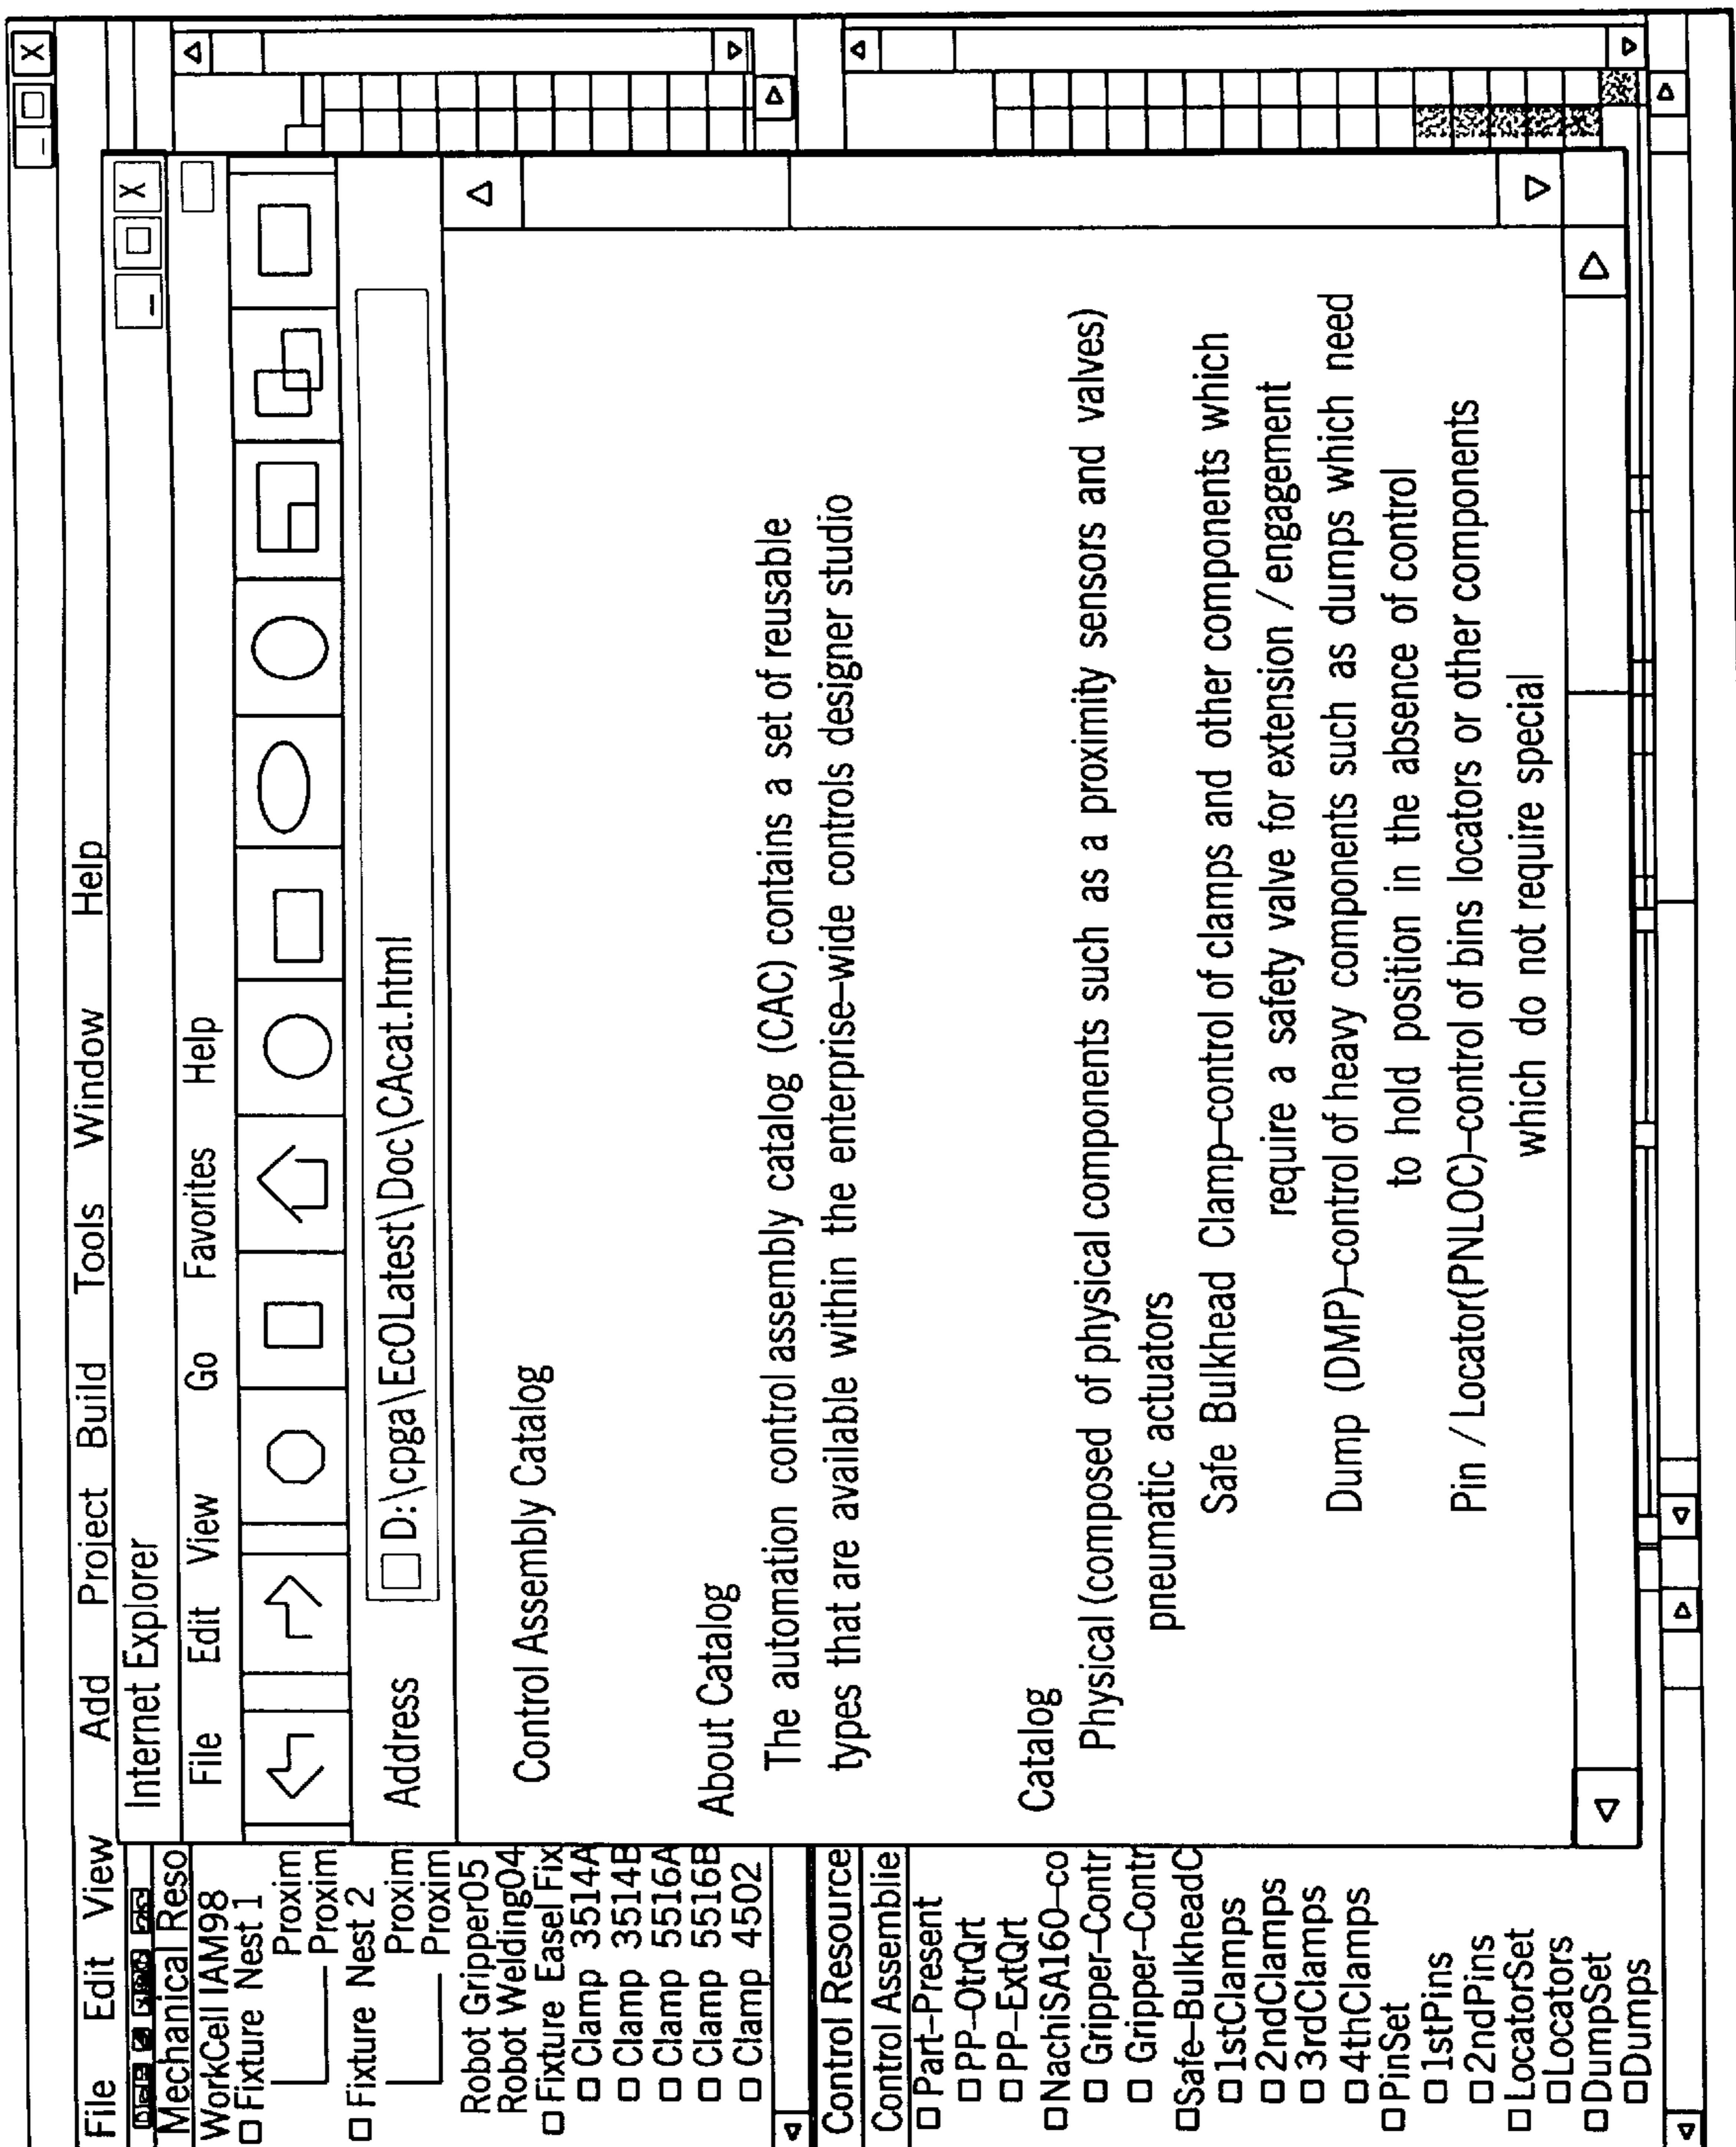 File Edit View Add Project Build Tools Window Help
Mechanical Reso
WorkCell IAM98
Fixture Nest 1
Proxim
Proxim
Fixture Nest 2
Proxim
Proxim
Robot Gripper05
Robot Welding04
Fixture Easel Fix
Clamp 3514A
Clamp 3514B
Clamp 5516A
Clamp 5516B
Clamp 4502
Control Resource
Control Assemblie
Part-Present
PP-OtrQrt
PP-ExtQrt
NachiSA160-co
Gripper-Contr
Gripper-Contr
Safe-BulkheadC
1stClamps
2ndClamps
3rdClamps
4thClamps
PinSet
1stPins
2ndPins
LocatorSet
Locators
DumpSet
Dumps
Internet Explorer
File Edit View Go Favorites Help
Address D:\cpga\EcOLatest\Doc\CAcat.html
Control Assembly Catalog
About Catalog
The automation control assembly catalog (CAC) contains a set of reusable
types that are available within the enterprise-wide controls designer studio
Catalog
Physical (composed of physical components such as a proximity sensors and valves)
pneumatic actuators
Safe Bulkhead Clamp-control of clamps and other components which
require a safety valve for extension / engagement
Dump (DMP)-control of heavy components such as dumps which need
to hold position in the absence of control
Pin / Locator(PNLOC)-control of bins locators or other components
which do not require special